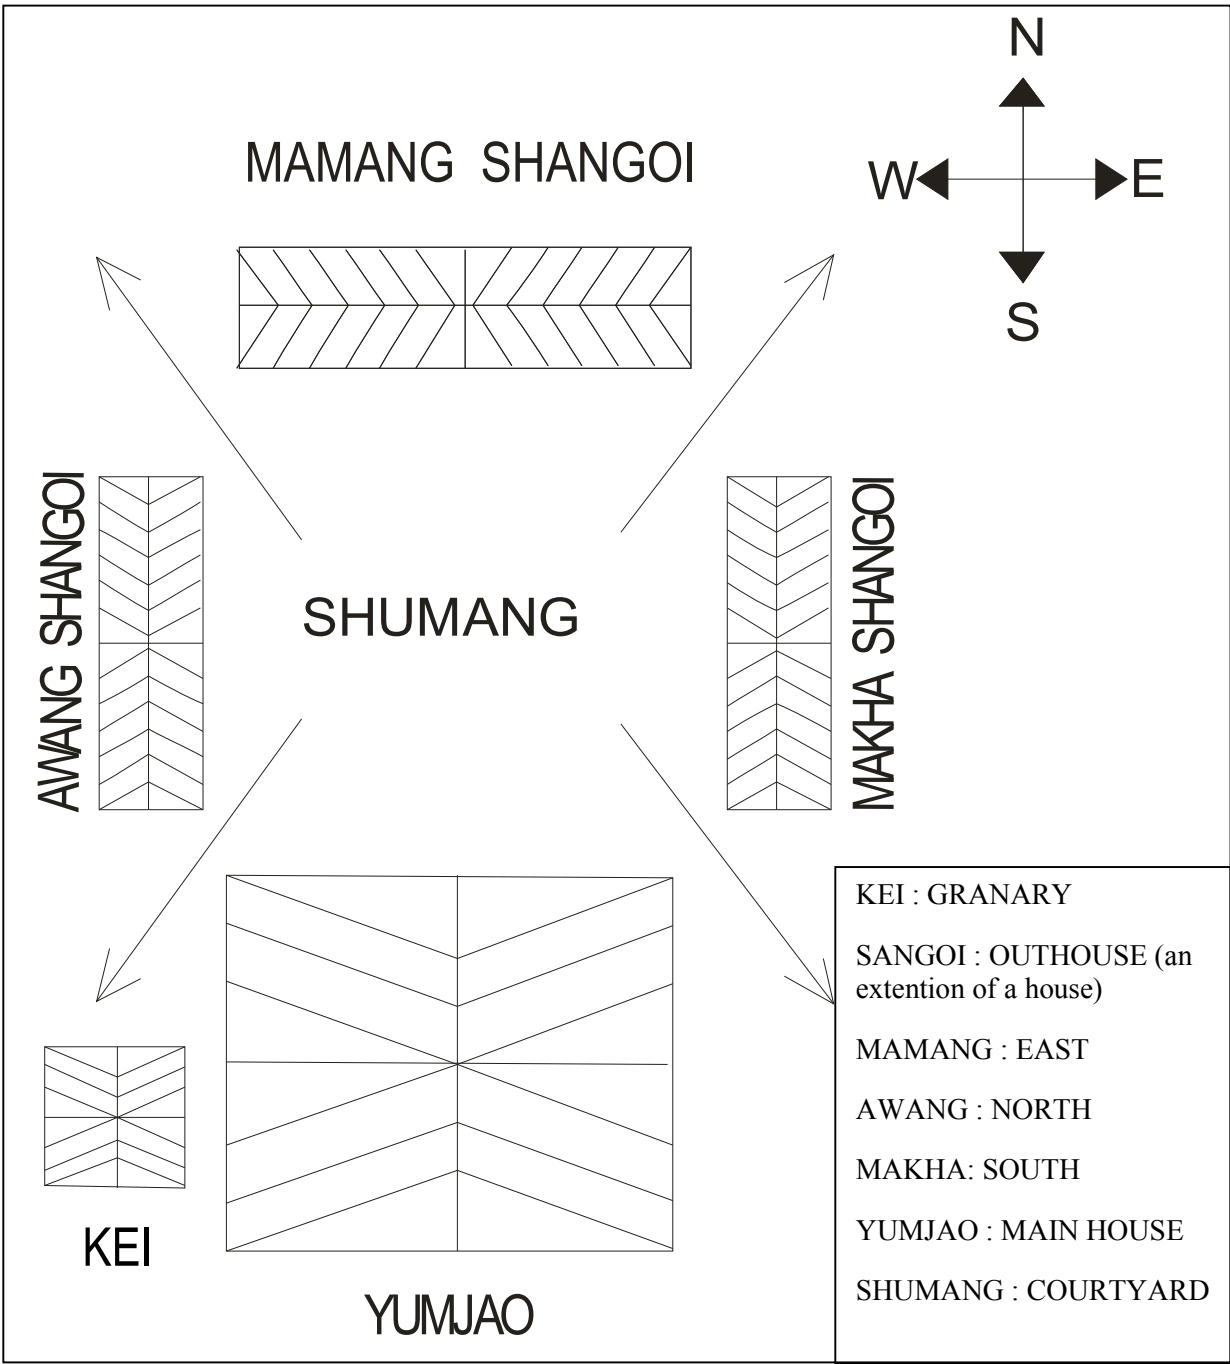 N
MAMANG SHANGOI
W
E
S
AWANG SHANGOI
MAKHA SHANGOI
SHUMANG
KEI : GRANARY
SANGOI : OUTHOUSE (an
extention of a house)
MAMANG : EAST
AWANG : NORTH
MAKHA: SOUTH
YUMJAO : MAIN HOUSE
SHUMANG : COURTYARD
KEI
YUMJAO